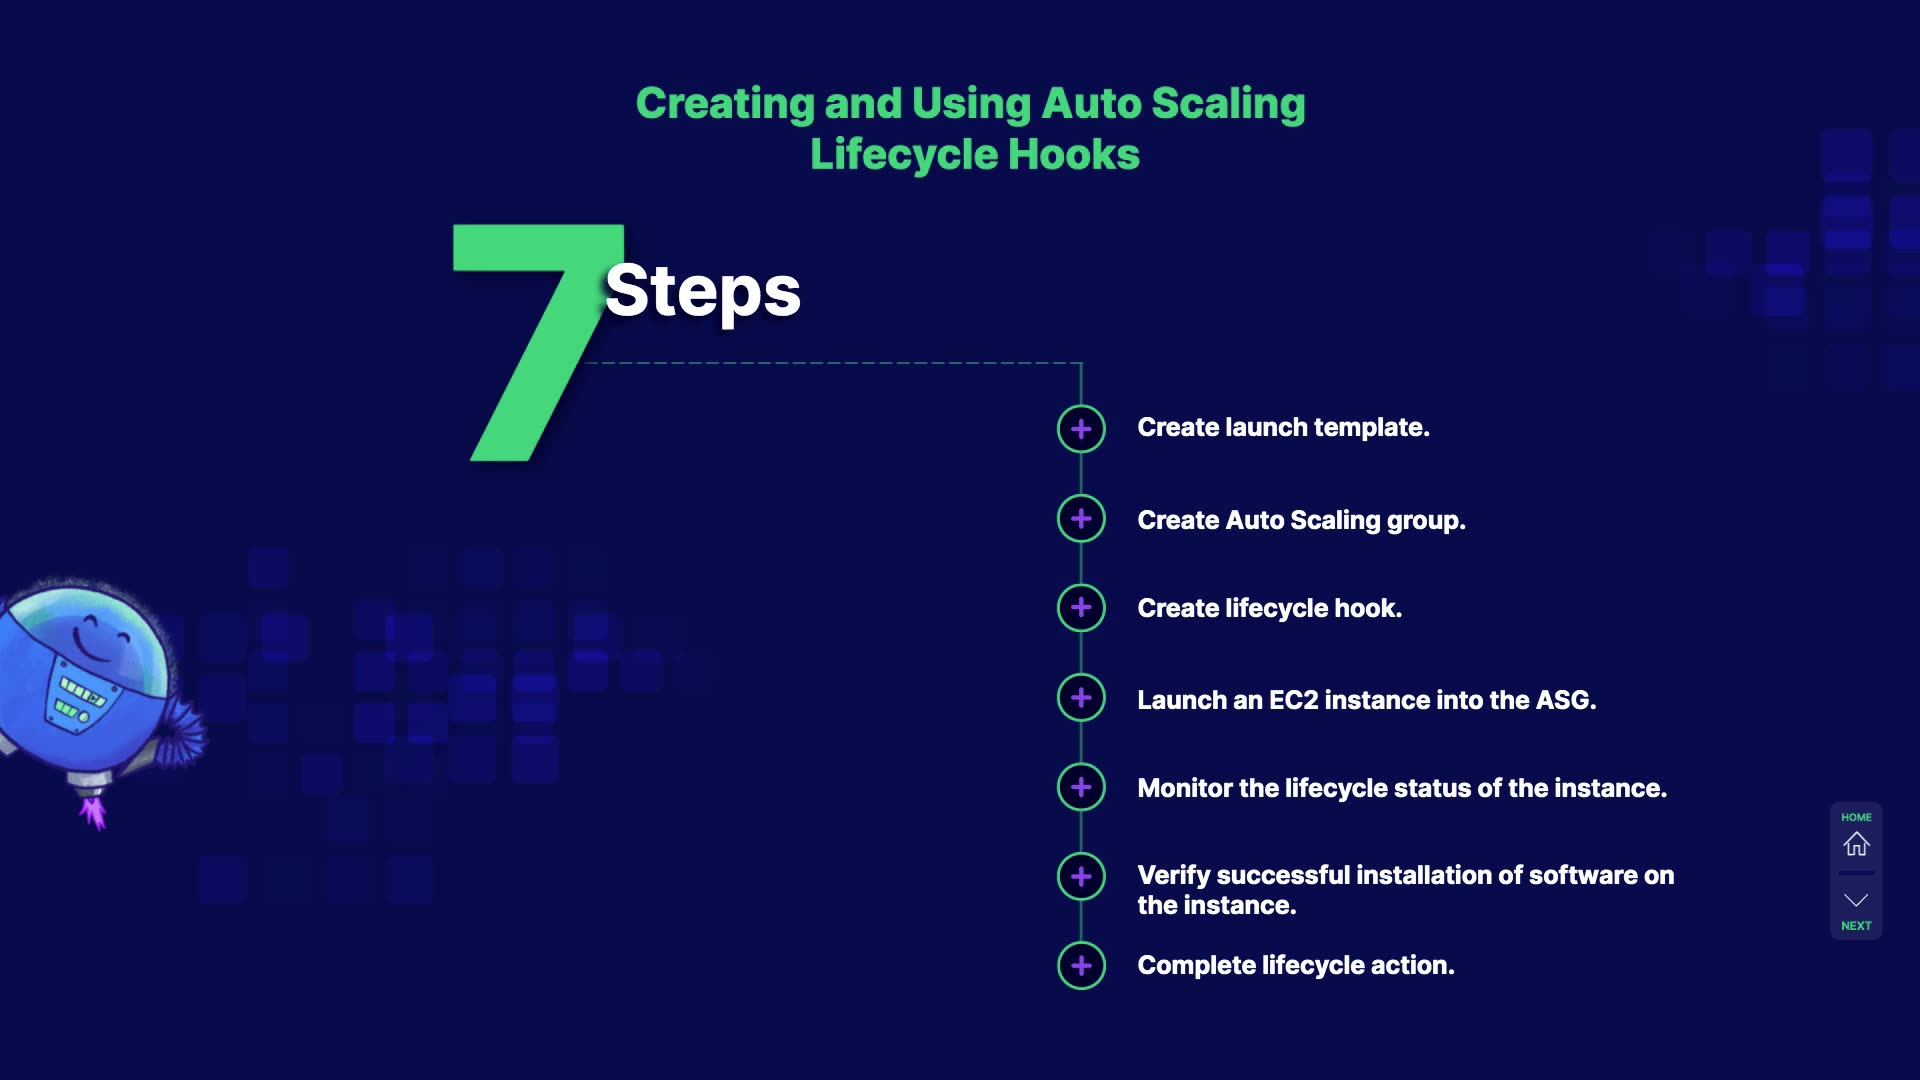 Creating and Using Auto Scaling
Lifecycle Hooks
7
Steps
Create launch template.
Create Auto Scaling group.
Create lifecycle hook.
Launch an EC2 instance into the ASG.
Monitor the lifecycle status of the instance.
Verify successful installation of software on
the instance.
Complete lifecycle action.
HOME
NEXT